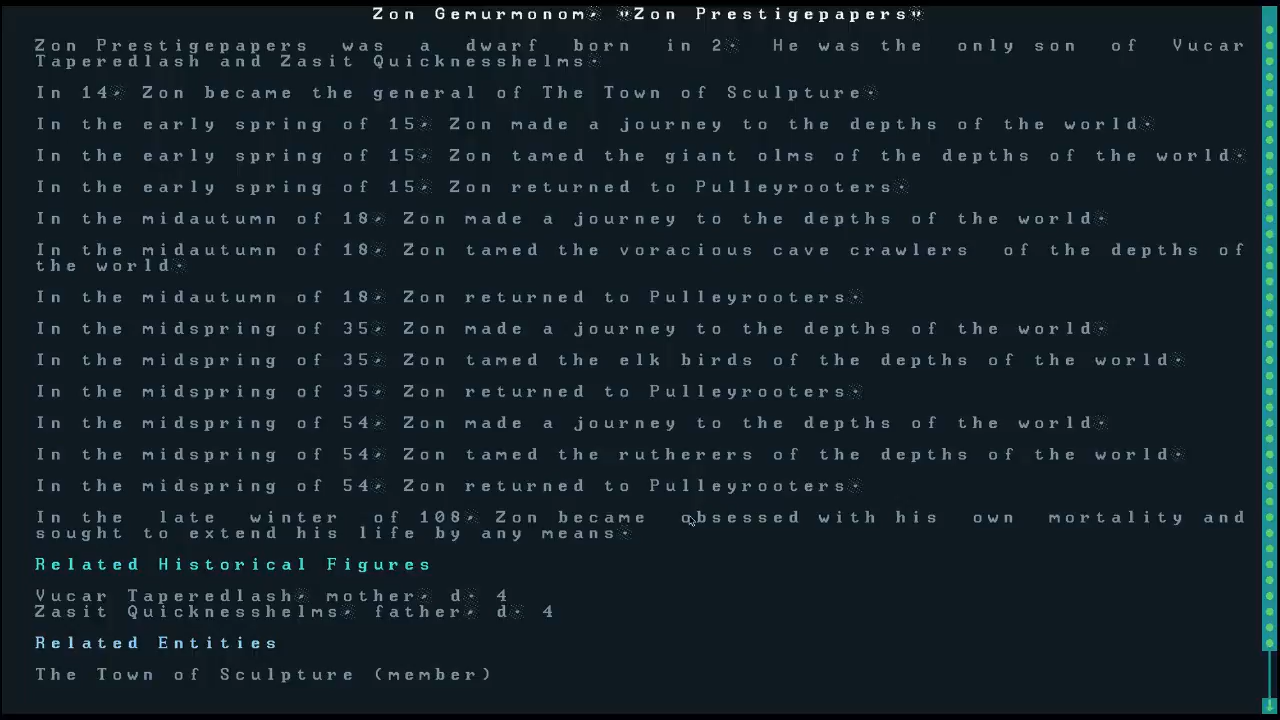 Zon Gemurmonom, "Zon Prestigepapers"
Zon Prestigepapers was a dwarf born in 2. He was the only son of Vucar
Taperedlash and Zasit Quicknesshelms.
In 14, Zon became the general of The Town of Sculpture.
In the early spring of 15, Zon made a journey to the depths of the world.
In the early spring of 15, Zon tamed the giant olms of the depths of the world.
In the early spring of 15, Zon returned to Pulleyrooters.
In the midautumn of 18, Zon made a journey to the depths of the world.
In the midautumn of 18, Zon tamed the voracious cave crawlers of the depths of
the world.
In the midautumn of 18, Zon returned to Pulleyrooters.
In the midspring of 35, Zon made a journey to the depths of the world.
In the midspring of 35, Zon tamed the elk birds of the depths of the world.
In the midspring of 35, Zon returned to Pulleyrooters.
In the midspring of 54, Zon made a journey to the depths of the world.
In the midspring of 54, Zon tamed the rutherers of the depths of the world.
In the midspring of 54, Zon returned to Pulleyrooters.
In the late winter of 108, Zon became obsessed with his own mortality and
sought to extend his life by any means.
Related Historical Figures
Vucar Taperedlash, mother, d. 4
Zasit Quicknesshelms, father, d. 4
Related Entities
The Town of Sculpture (member)